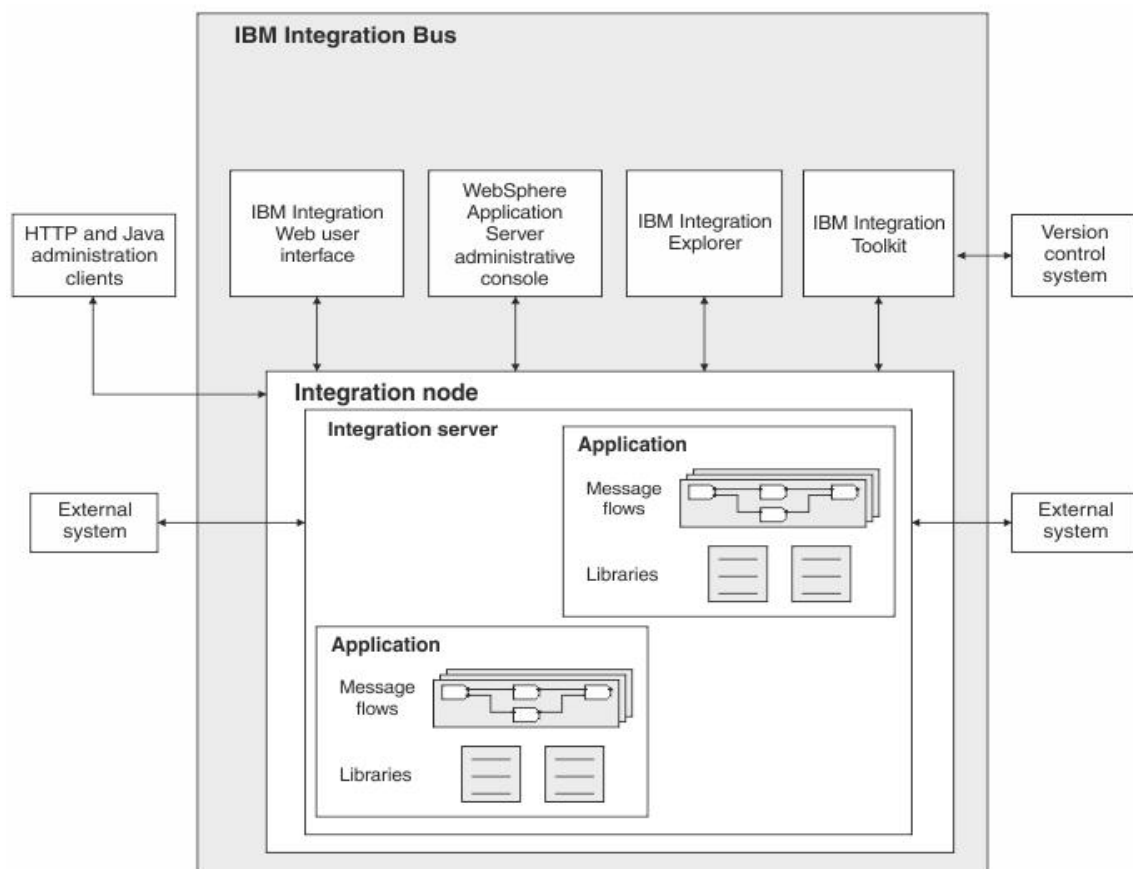 IBM Integration Bus
HTTP and Java
administration
clients
IBM Integration
Web user
interface
WebSphere
Application
Server
administrative
console
IBM Integration
Explorer
IBM Integration
Toolkit
Version
control
system
Integration node
Integration server
Application
Message
flows
Libraries
External
system
External
system
Application
Message
flows
Libraries